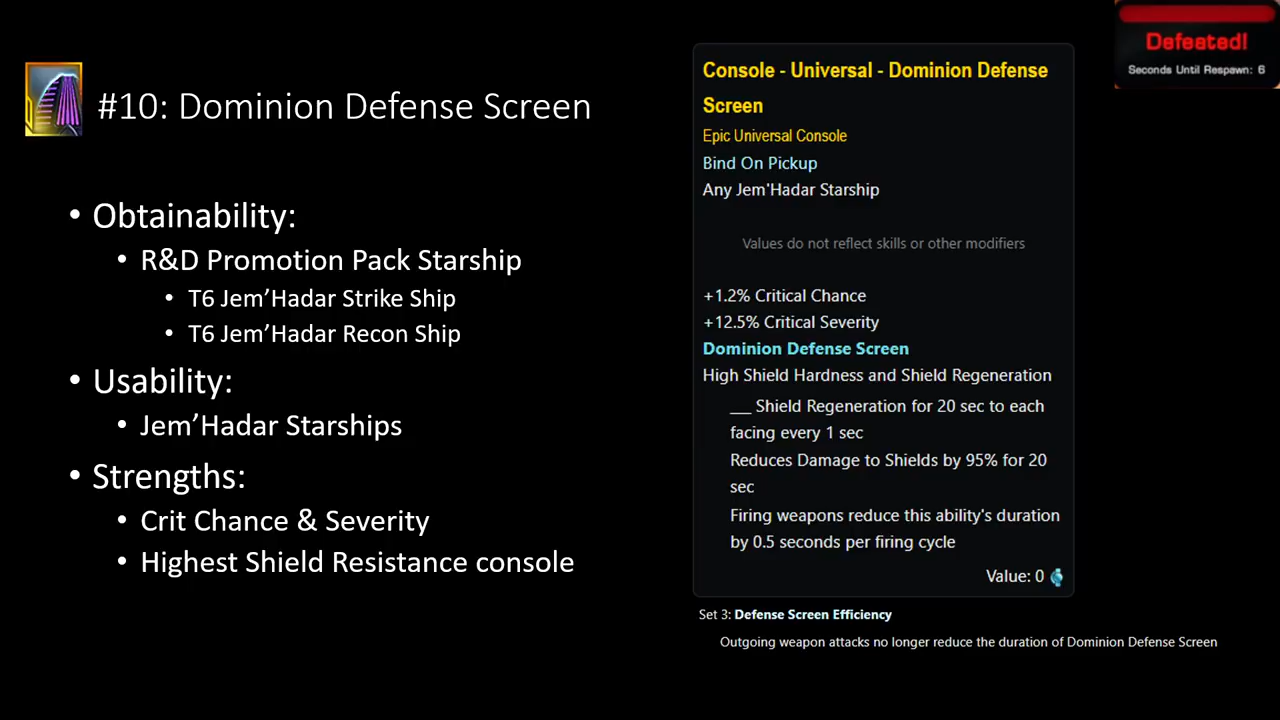 Defeated!
Seconds Until Respawn: 6
#10: Dominion Defense Screen
• Obtainability:
• R&D Promotion Pack Starship
• T6 Jem'Hadar Strike Ship
• T6 Jem'Hadar Recon Ship
• Usability:
• Jem'Hadar Starships
• Strengths:
• Crit Chance & Severity
• Highest Shield Resistance console
Console - Universal - Dominion Defense
Screen
Epic Universal Console
Bind On Pickup
Any Jem'Hadar Starship
Values do not reflect skills or other modifiers
+1.2% Critical Chance
+12.5% Critical Severity
Dominion Defense Screen
High Shield Hardness and Shield Regeneration
___ Shield Regeneration for 20 sec to each
facing every 1 sec
Reduces Damage to Shields by 95% for 20
sec
Firing weapons reduce this ability's duration
by 0.5 seconds per firing cycle
Value: 0
Set 3: Defense Screen Efficiency
Outgoing weapon attacks no longer reduce the duration of Dominion Defense Screen